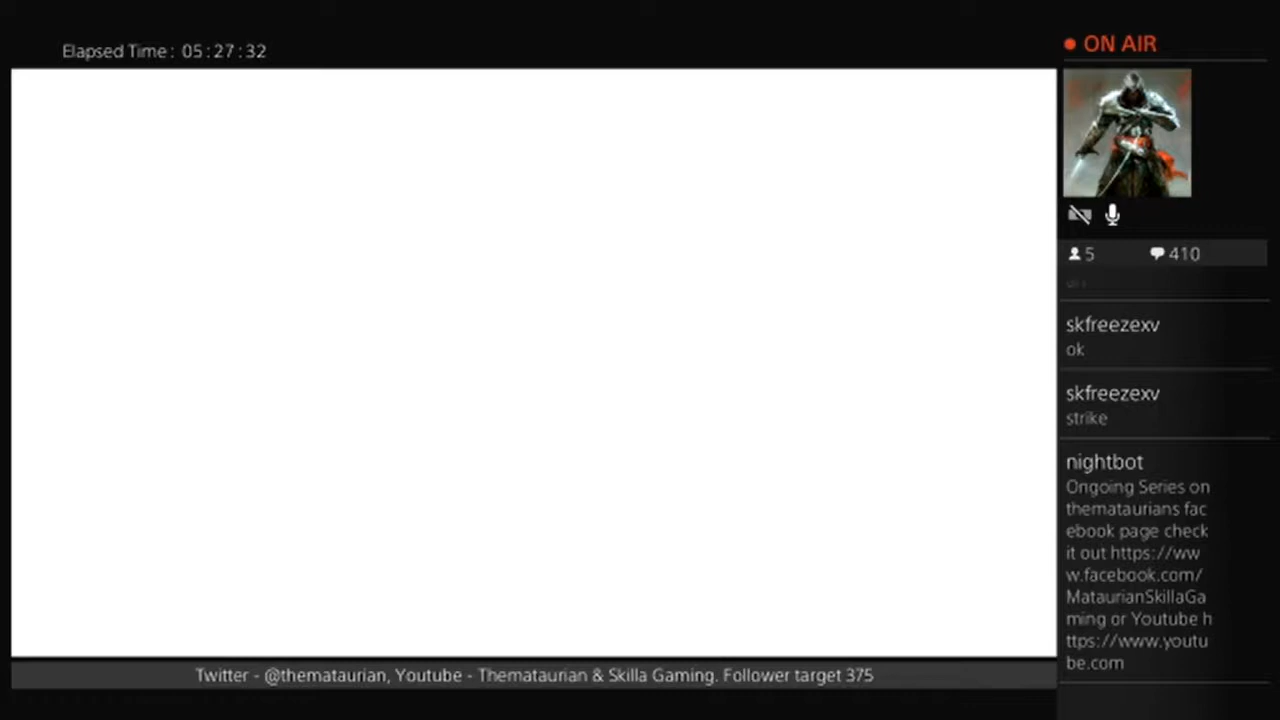 Elapsed Time: 05:27:32
ON AIR
5 410
skfreezexv
ok
skfreezexv
strike
nightbot
Ongoing Series on
themataurians fac
ebook page check
it out https://ww
w.facebook.com/
MataurianSkillaGa
ming or Youtube h
ttps://www.youtu
be.com
Twitter - @themataurian, Youtube - Themataurian & Skilla Gaming. Follower target 375